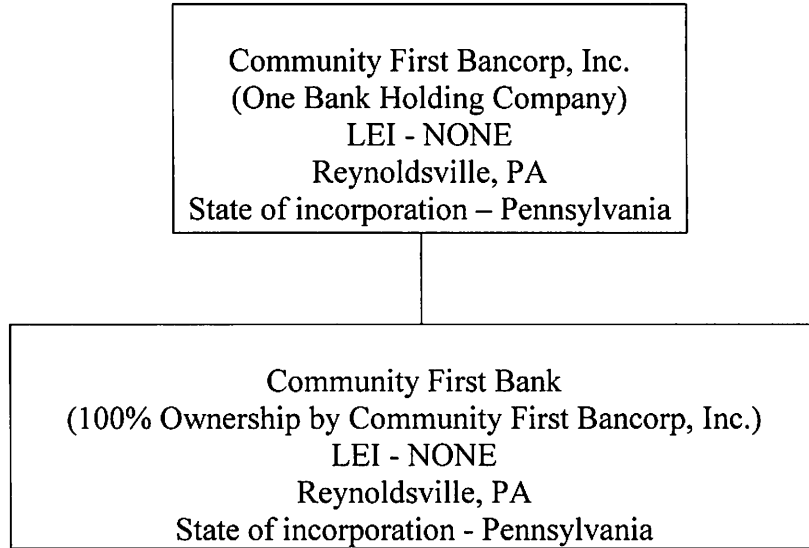 Community First Bancorp, Inc.
(One Bank Holding Company)
LEI - NONE
Reynoldsville, PA
State of incorporation – Pennsylvania
Community First Bank
(100% Ownership by Community First Bancorp, Inc.)
LEI - NONE
Reynoldsville, PA
State of incorporation - Pennsylvania